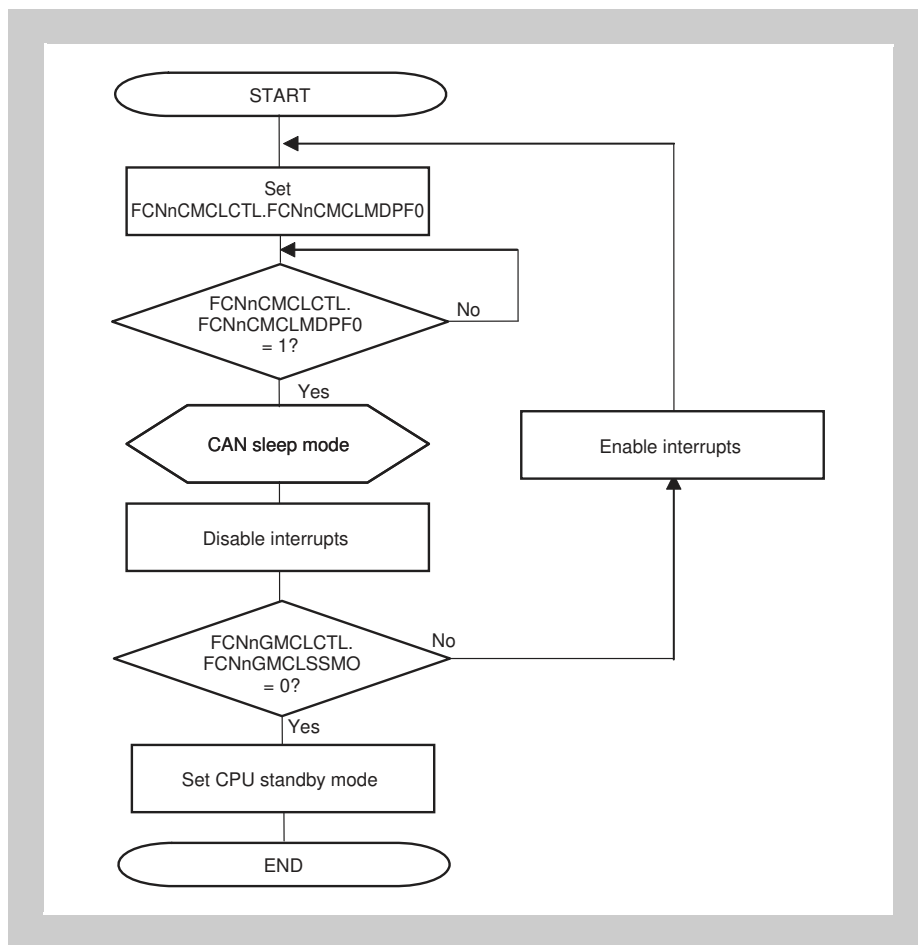 START
Set
FCNnCMCLCTL.FCNnCMCLMDPF0
FCNnCMCLCTL.
FCNnCMCLMDPF0
= 1?
No
Yes
CAN sleep mode
Enable interrupts
Disable interrupts
FCNnGMCLCTL.
FCNnGMCLSSMO
= 0?
No
Yes
Set CPU standby mode
END